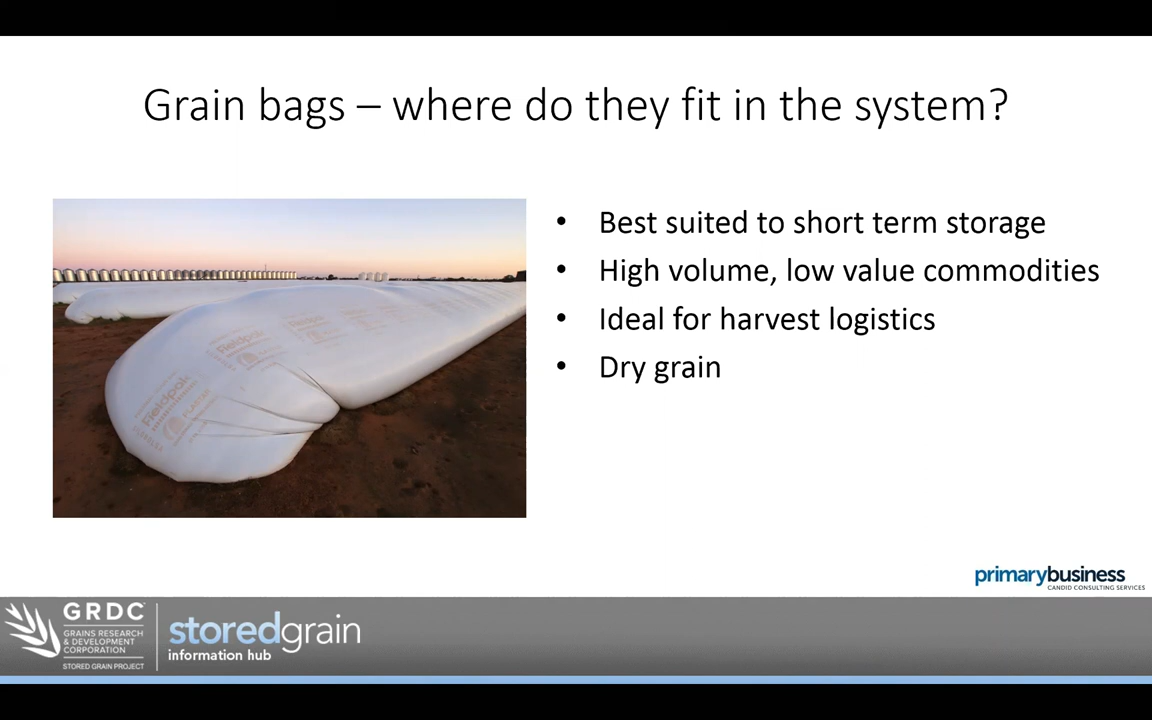 Grain bags – where do they fit in the system?
• Best suited to short term storage
• High volume, low value commodities
• Ideal for harvest logistics
• Dry grain
Fieldpak
Fieldpak
primarybusiness
CANDID CONSULTING SERVICES
GRDC
GRAINS RESEARCH
& DEVELOPMENT
CORPORATION
STORED GRAIN PROJECT
storedgrain
information hub